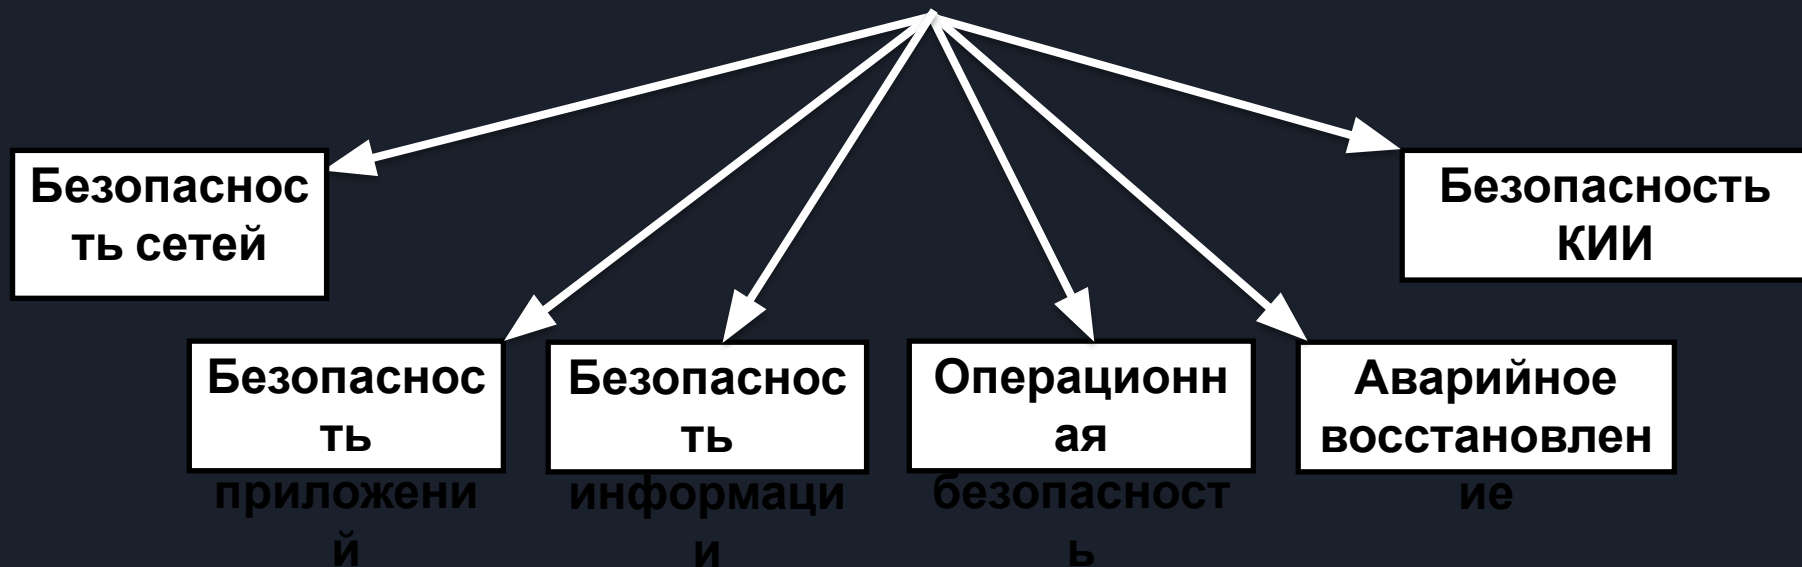 Безопаснос
ть сетей
Безопасность
КИИ
Безопаснос
ть
приложени
й
Безопаснос
ть
информаци
и
Операционн
ая
безопасност
ь
Аварийное
восстановлен
ие